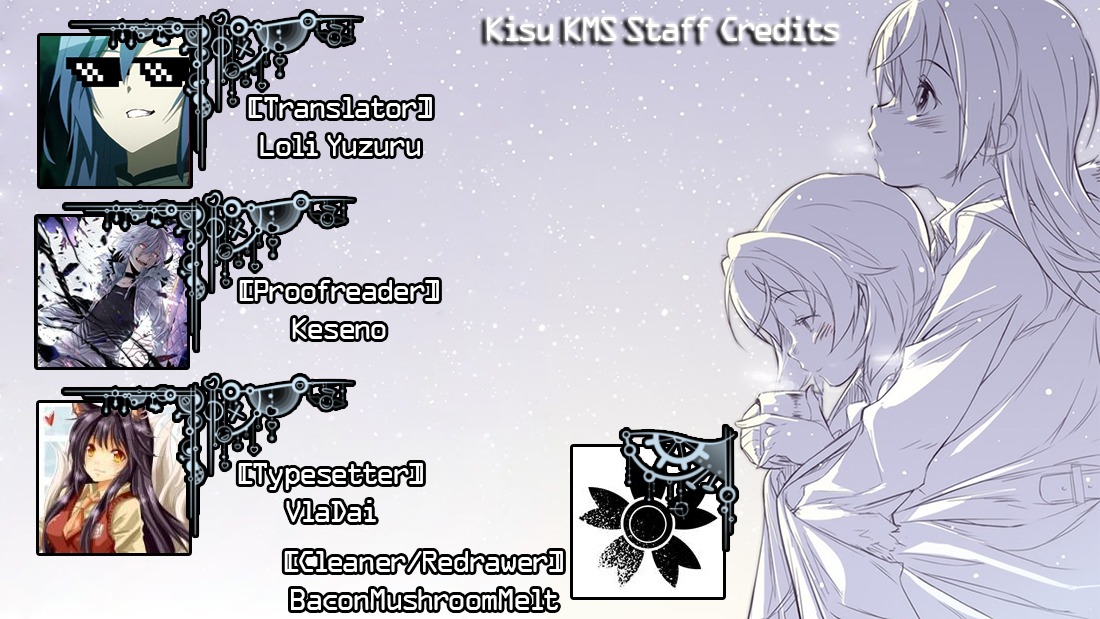 Kisu KMS Staff Credits
【Translator】
Loli Yuzuru
【Proofreader】
Keseno
【Typesetter】
VlaDai
【Cleaner/Redrawer】
BaconMushroomMelt